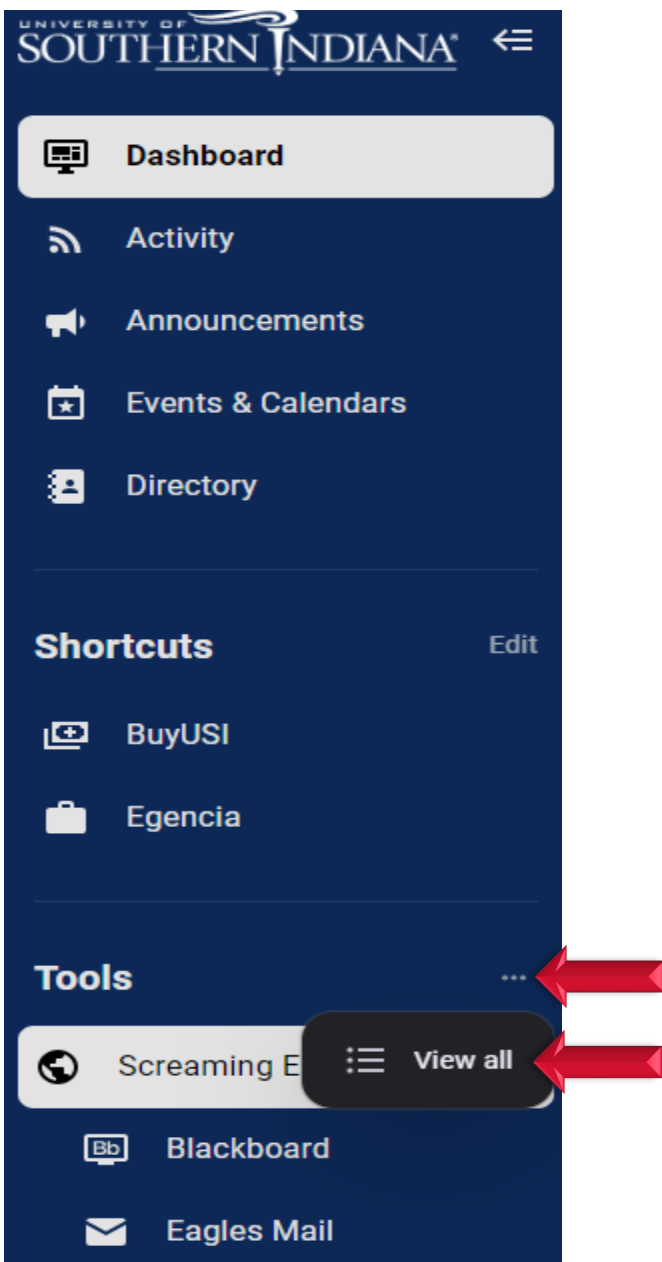 UNIVERSITY OF
SOUTHERN INDIANA®
Dashboard
Activity
Announcements
Events & Calendars
Directory
Shortcuts Edit
BuyUSI
Egencia
Tools ...
Screaming E View all
Bb Blackboard
Eagles Mail